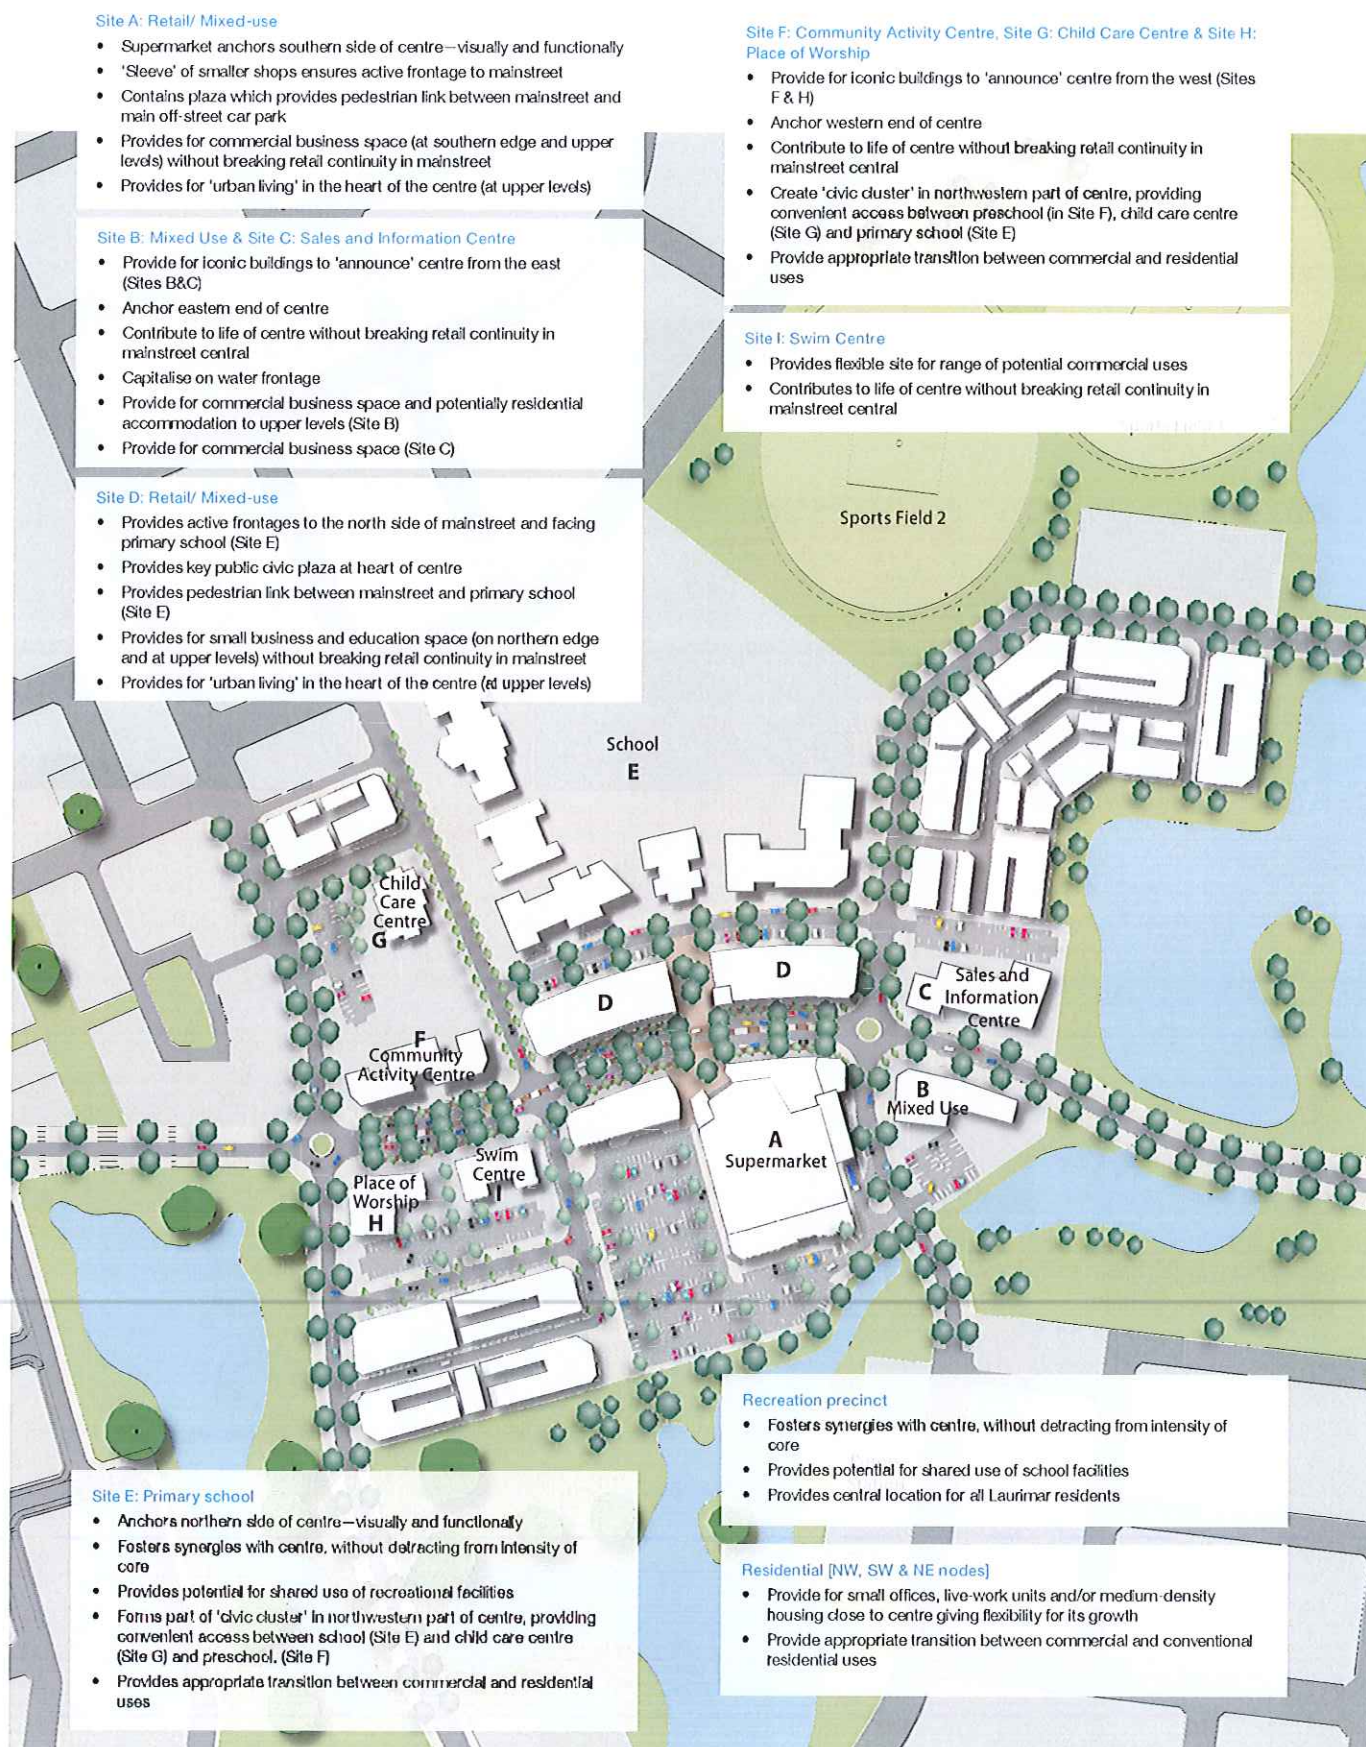 Site A: Retail/ Mixed-use
• Supermarket anchors southern side of centre—visually and functionally
• 'Sleeve' of smaller shops ensures active frontage to mainstreet
• Contains plaza which provides pedestrian link between mainstreet and
main off-street car park
• Provides for commercial business space (at southern edge and upper
levels) without breaking retail continuity in mainstreet
• Provides for 'urban living' in the heart of the centre (at upper levels)
Site B: Mixed Use & Site C: Sales and Information Centre
• Provide for iconic buildings to 'announce' centre from the east
(Sites B&C)
• Anchor eastern end of centre
• Contribute to life of centre without breaking retail continuity in
mainstreet central
• Capitalise on water frontage
• Provide for commercial business space and potentially residential
accommodation to upper levels (Site B)
• Provide for commercial business space (Site C)
Site D: Retail/ Mixed-use
• Provides active frontages to the north side of mainstreet and facing
primary school (Site E)
• Provides key public civic plaza at heart of centre
• Provides pedestrian link between mainstreet and primary school
(Site E)
• Provides for small business and education space (on northern edge
and at upper levels) without breaking retail continuity in mainstreet
• Provides for 'urban living' in the heart of the centre (at upper levels)
Site F: Community Activity Centre, Site G: Child Care Centre & Site H:
Place of Worship
• Provide for iconic buildings to 'announce' centre from the west (Sites
F & H)
• Anchor western end of centre
• Contribute to life of centre without breaking retail continuity in
mainstreet central
• Create 'civic cluster' in northwestern part of centre, providing
convenient access between preschool (in Site F), child care centre
(Site G) and primary school (Site E)
• Provide appropriate transition between commercial and residential
uses
Site I: Swim Centre
• Provides flexible site for range of potential commercial uses
• Contributes to life of centre without breaking retail continuity in
mainstreet central
Sports Field 2
School
E
Child
Care
Centre
G
D
D
C
Sales and
Information
Centre
F
Community
Activity Centre
B
Mixed Use
A
Supermarket
Swim
Centre
I
Place of
Worship
H
Recreation precinct
• Fosters synergies with centre, without detracting from intensity of
core
• Provides potential for shared use of school facilities
• Provides central location for all Laurimar residents
Site E: Primary school
• Anchors northern side of centre—visually and functionally
• Fosters synergies with centre, without detracting from intensity of
core
• Provides potential for shared use of recreational facilities
• Forms part of 'civic cluster' in northwestern part of centre, providing
convenient access between school (Site E) and child care centre
(Site G) and preschool. (Site F)
• Provides appropriate transition between commercial and residential
uses
Residential [NW, SW & NE nodes]
• Provide for small offices, live-work units and/or medium-density
housing close to centre giving flexibility for its growth
• Provide appropriate transition between commercial and conventional
residential uses